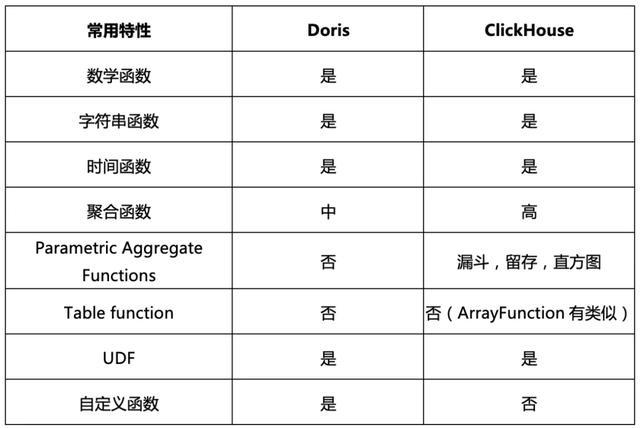 常用特性 Doris ClickHouse
数学函数 是 是
字符串函数 是 是
时间函数 是 是
聚合函数 中 高
Parametric Aggregate
Functions 否 漏斗，留存，直方图
Table function 否 否（ArrayFunction 有类似）
UDF 是 是
自定义函数 是 否